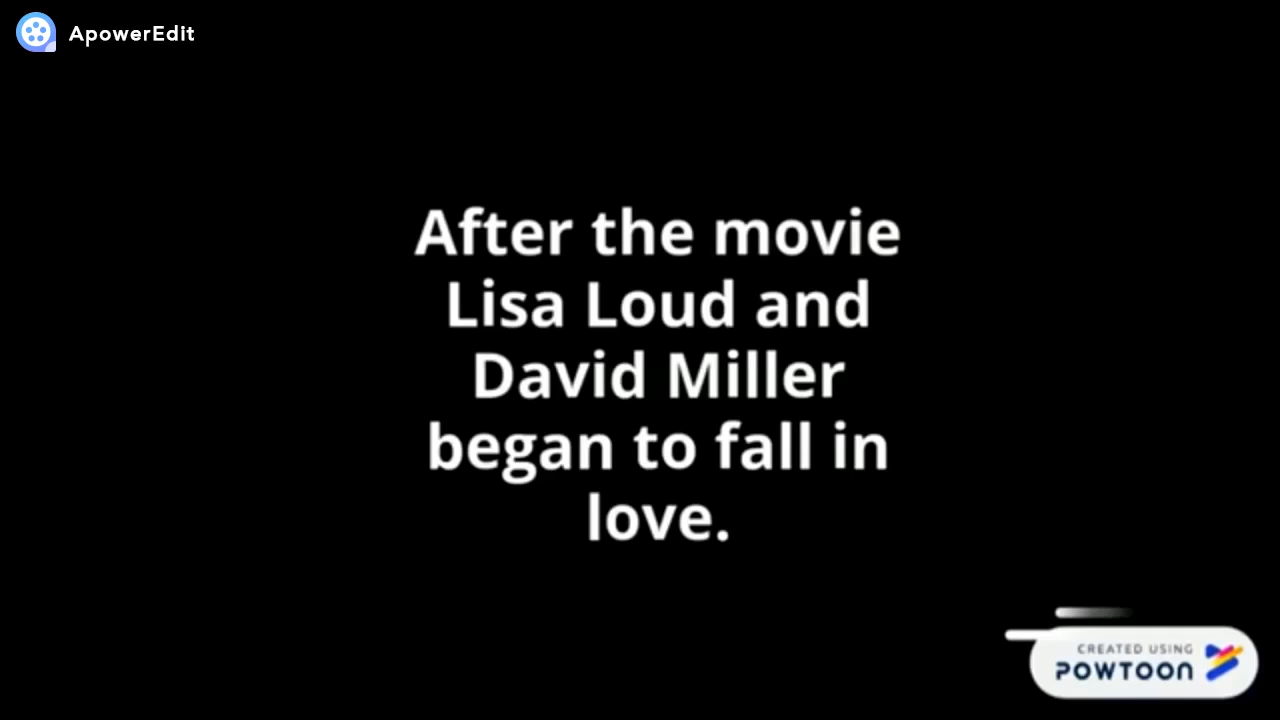 ApowerEdit
After the movie
Lisa Loud and
David Miller
began to fall in
love.
CREATED USING
POWTOON